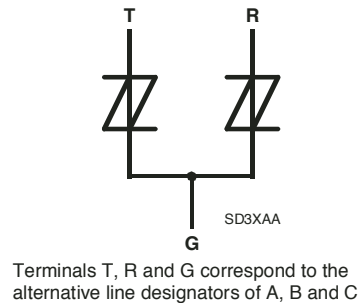 T R
SD3XAA
G
Terminals T, R and G correspond to the
alternative line designators of A, B and C